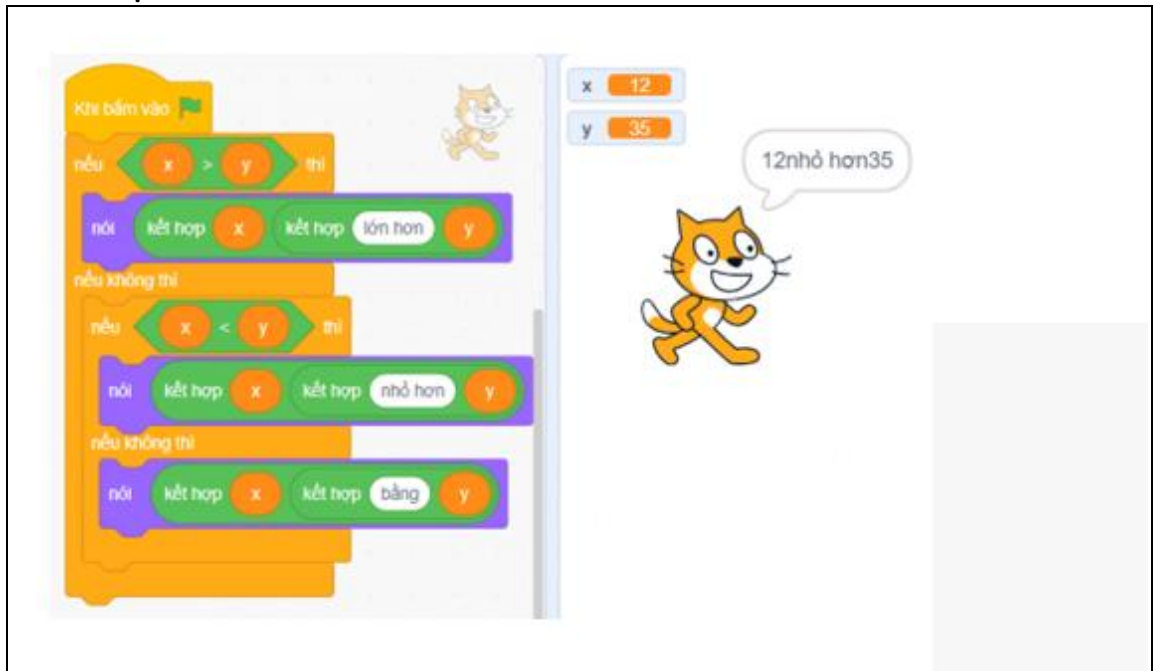 Khi bấm vào
nếu x > y thì
nói kết hợp x kết hợp lớn hơn y
nếu không thì
nếu x < y thì
nói kết hợp x kết hợp nhỏ hơn y
nếu không thì
nói kết hợp x kết hợp bằng y
x 12
y 35
12nhỏ hơn35